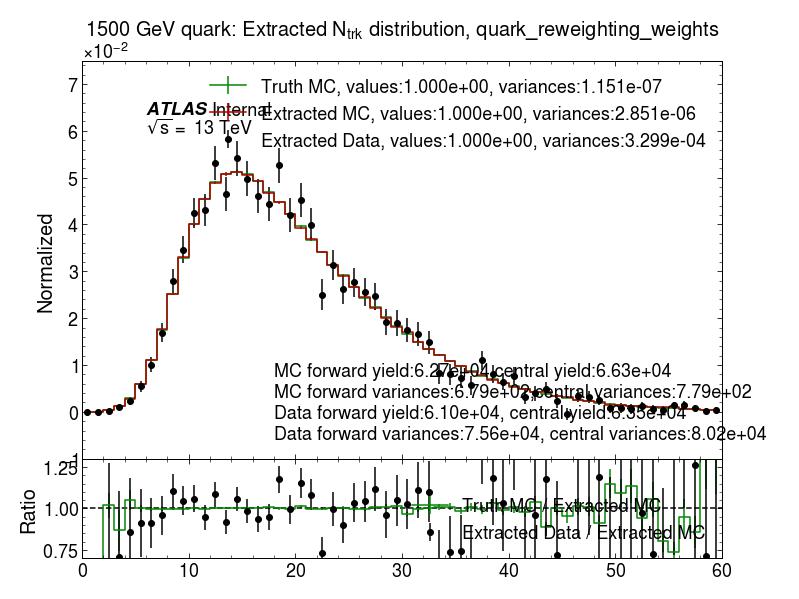 1500 GeV quark: Extracted Ntrk distribution, quark_reweighting_weights
×10−2
Truth MC, values:1.000e+00, variances:1.151e-07
ATLAS Internal
Extracted MC, values:1.000e+00, variances:2.851e-06
√s = 13 TeV
Extracted Data, values:1.000e+00, variances:3.299e-04
7
6
5
4
3
2
1
0
1
Normalized
MC forward yield:6.27e+04, central yield:6.63e+04
MC forward variances:6.79e+02, central variances:7.79e+02
Data forward yield:6.10e+04, central yield:6.35e+04
Data forward variances:7.56e+04, central variances:8.02e+04
1.25
1.00
0.75
Ratio
Truth MC / Extracted MC
Extracted Data / Extracted MC
0 10 20 30 40 50 60